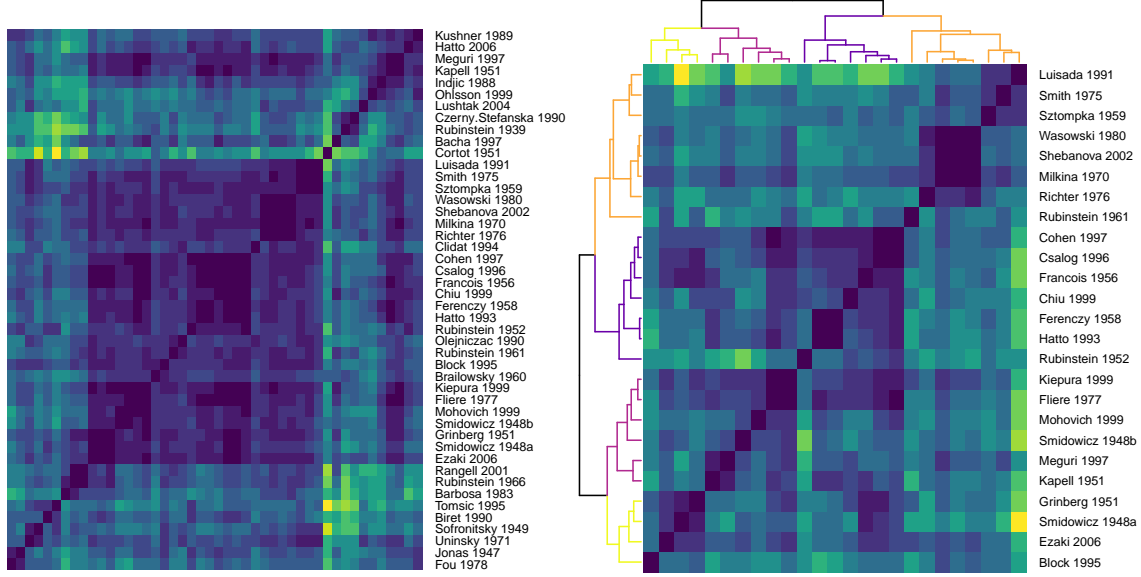 Kushner 1989
Hatto 2006
Meguri 1997
Kapell 1951
Indjic 1988
Ohlsson 1999
Lushtak 2004
Czerny.Stefanska 1990
Rubinstein 1939
Bacha 1997
Cortot 1951
Luisada 1991
Smith 1975
Sztompka 1959
Wasowski 1980
Shebanova 2002
Milkina 1970
Richter 1976
Clidat 1994
Cohen 1997
Csalog 1996
Francois 1956
Chiu 1999
Ferenczy 1958
Hatto 1993
Rubinstein 1952
Olejniczac 1990
Rubinstein 1961
Block 1995
Brailowsky 1960
Kiepura 1999
Fliere 1977
Mohovich 1999
Smidowicz 1948b
Grinberg 1951
Smidowicz 1948a
Ezaki 2006
Rangell 2001
Rubinstein 1966
Barbosa 1983
Tomsic 1995
Biret 1990
Sofronitsky 1949
Uninsky 1971
Jonas 1947
Fou 1978
Luisada 1991
Smith 1975
Sztompka 1959
Wasowski 1980
Shebanova 2002
Milkina 1970
Richter 1976
Rubinstein 1961
Cohen 1997
Csalog 1996
Francois 1956
Chiu 1999
Ferenczy 1958
Hatto 1993
Rubinstein 1952
Kiepura 1999
Fliere 1977
Mohovich 1999
Smidowicz 1948b
Meguri 1997
Kapell 1951
Grinberg 1951
Smidowicz 1948a
Ezaki 2006
Block 1995